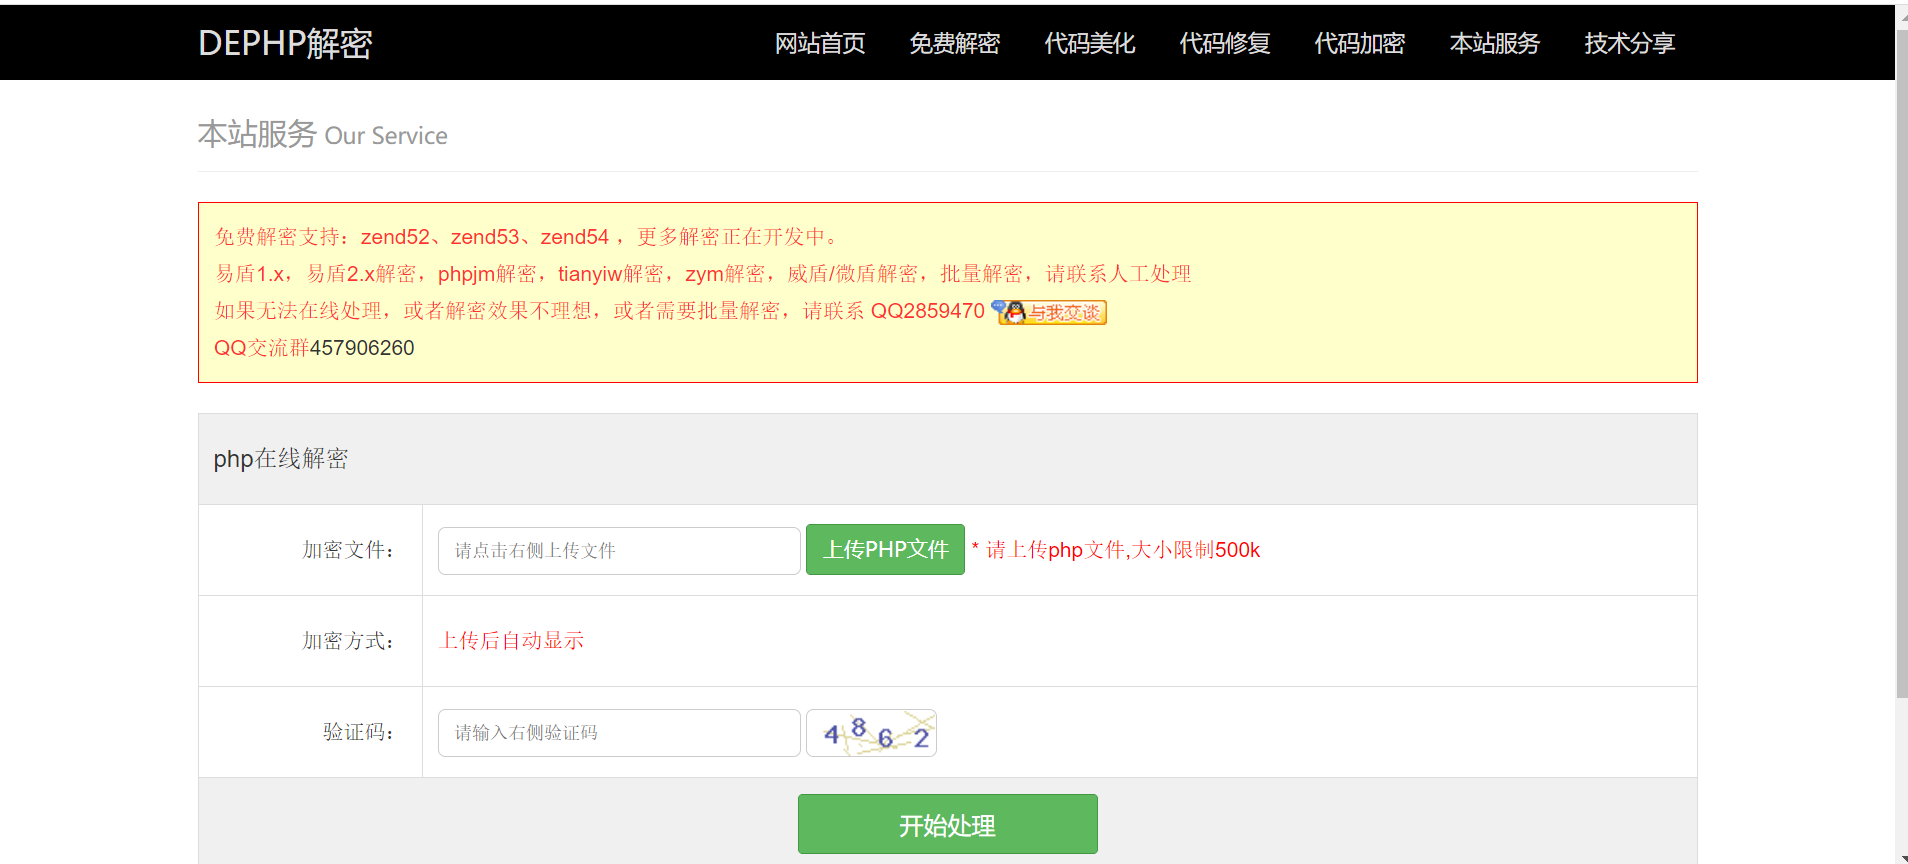 DEPHP解密
网站首页 免费解密 代码美化 代码修复 代码加密 本站服务 技术分享
本站服务 Our Service
免费解密支持：zend52、zend53、zend54 ，更多解密正在开发中。
易盾1.x，易盾2.x解密，phpjm解密，tianyiw解密，zym解密，威盾/微盾解密，批量解密，请联系人工处理
如果无法在线处理，或者解密效果不理想，或者需要批量解密，请联系 QQ2859470 与我交谈
QQ交流群457906260
php在线解密
加密文件： 请点击右侧上传文件 上传PHP文件 * 请上传php文件,大小限制500k
加密方式： 上传后自动显示
验证码： 请输入右侧验证码 4862
开始处理